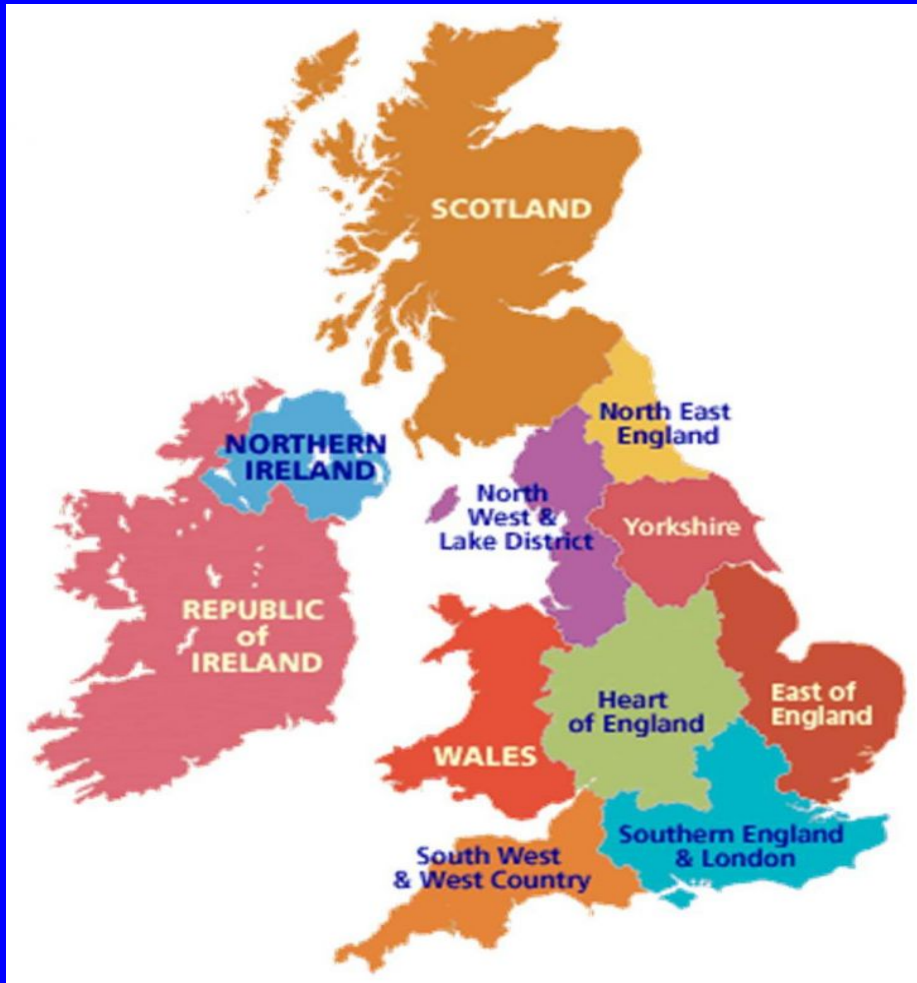 SCOTLAND
North East
England
NORTHERN
IRELAND
North
West &
Lake District
Yorkshire
REPUBLIC
of
IRELAND
Heart
of England
East of
England
WALES
Southern England
& London
South West
& West Country